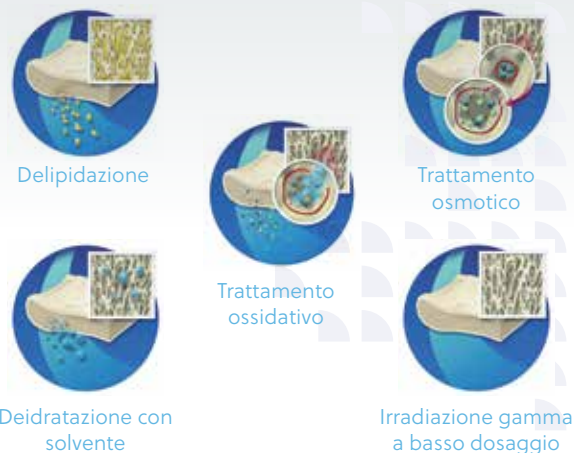 Delipidazione
Trattamento
osmotico
Trattamento
ossidativo
Deidratazione con
solvente
Irradiazione gamma
a basso dosaggio